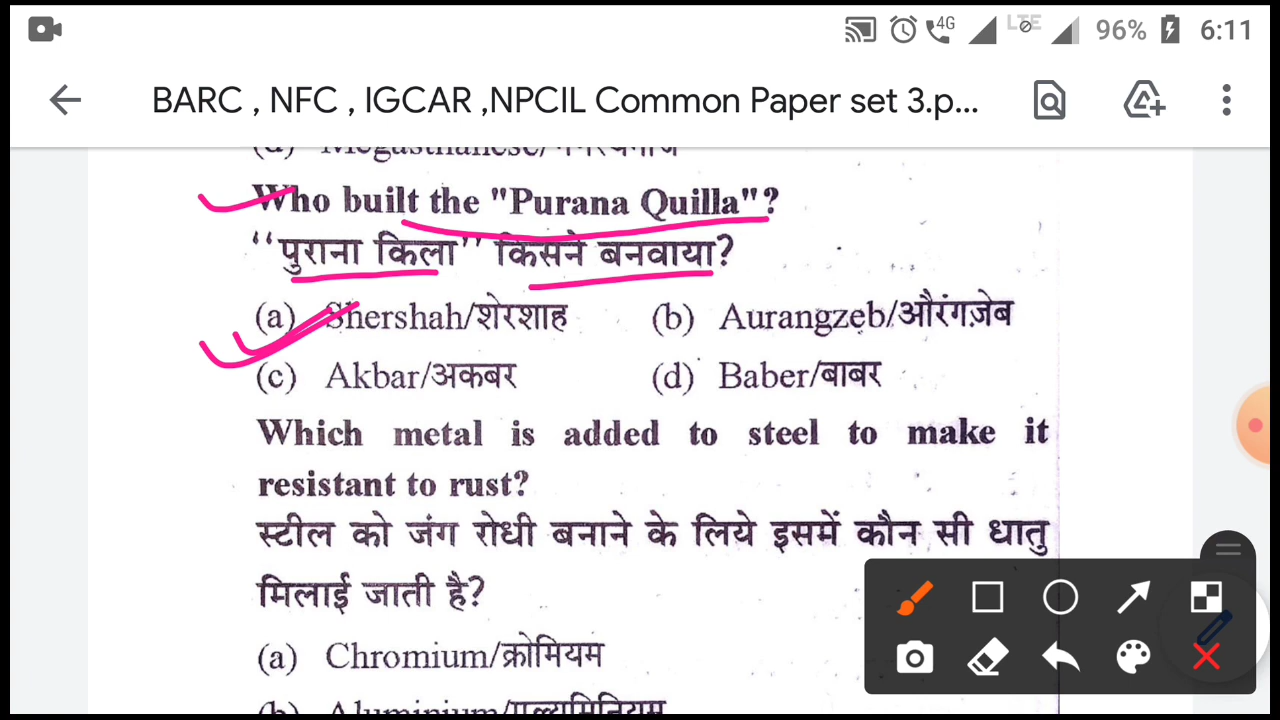 4G LTE 96% 6:11
BARC , NFC , IGCAR ,NPCIL Common Paper set 3.p...
Who built the "Purana Quilla"?
‘‘पुराना किला’’ किसने बनवाया?
(a) Shershah/शेरशाह (b) Aurangzeb/औरंगज़ेब
(c) Akbar/अकबर (d) Baber/बाबर
Which metal is added to steel to make it
resistant to rust?
स्टील को जंग रोधी बनाने के लिये इसमें कौन सी धातु
मिलाई जाती है?
(a) Chromium/क्रोमियम